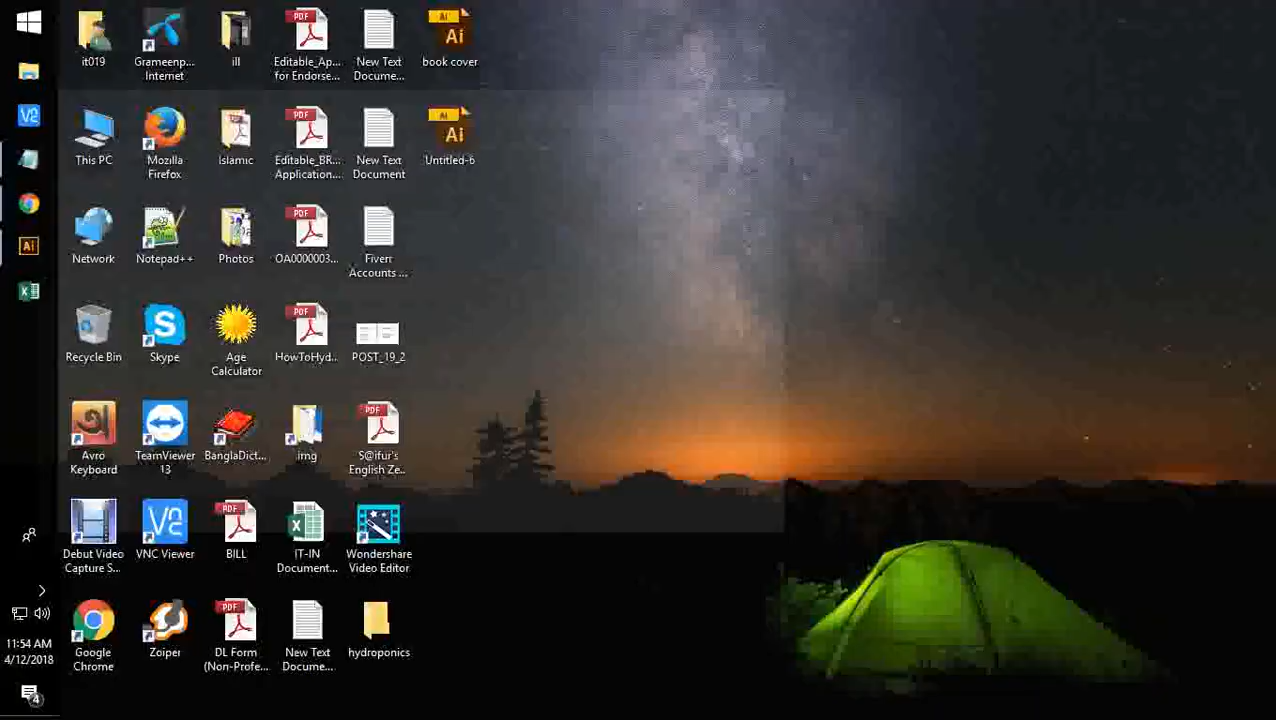 it019
Grameenp...
Internet
ill
Editable_Ap...
for Endorse...
New Text
Docume...
book cover
This PC
Mozilla
Firefox
Islamic
Editable_BR...
Application...
New Text
Document
Untitled-6
Network
Notepad++
Photos
OA0000003...
Fiverr
Accounts ...
Recycle Bin
Skype
Age
Calculator
HowToHyd...
POST_19_2
Avro
Keyboard
TeamViewer
13
BanglaDict...
img
S@ifur's
English Ze...
Debut Video
Capture S...
VNC Viewer
BILL
IT-IN
Document...
Wondershare
Video Editor
Google
Chrome
Zoiper
DL Form
(Non-Profe...
New Text
Docume...
hydroponics
11:54 AM
4/12/2018
4